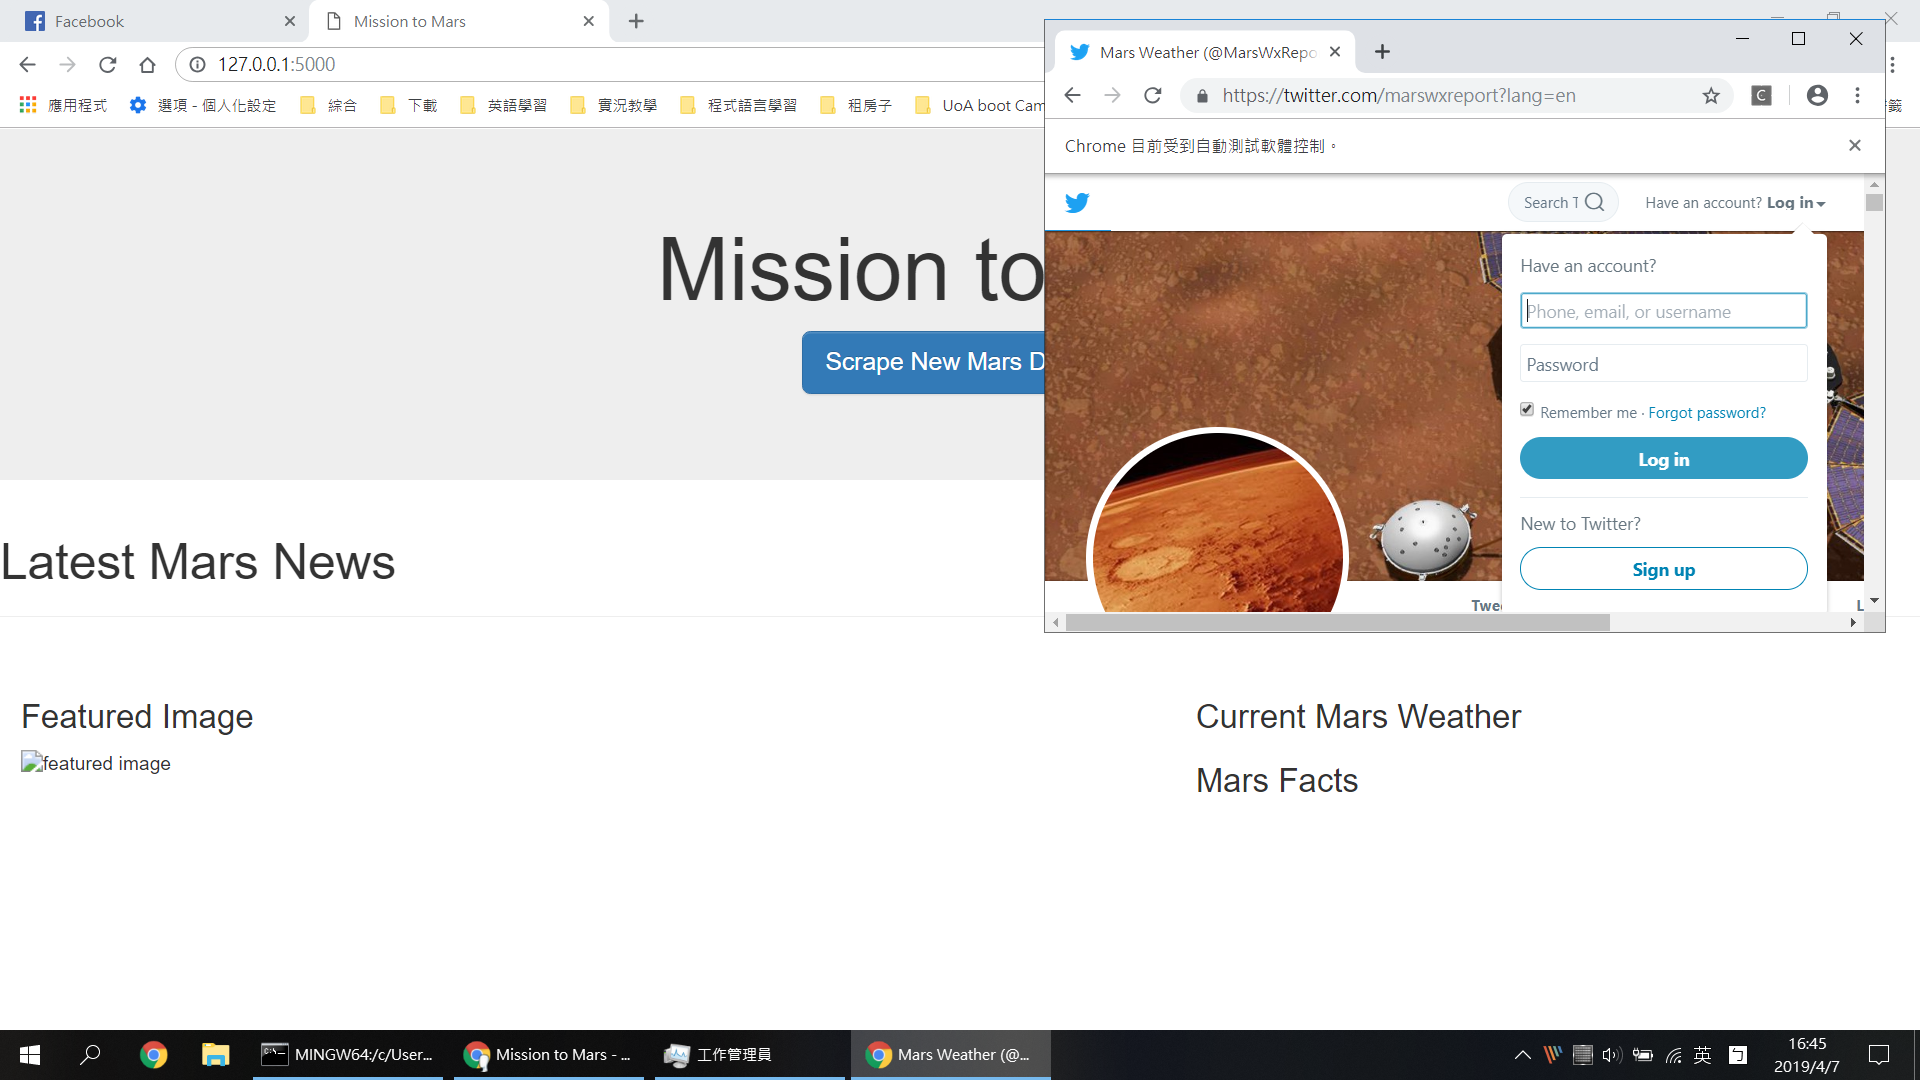 Facebook
Mission to Mars
127.0.0.1:5000
應用程式
選項 - 個人化設定
綜合
下載
英語學習
實況教學
程式語言學習
租房子
UoA boot Cam
籤
Mission to
Scrape New Mars D
Latest Mars News
Featured Image
featured image
Current Mars Weather
Mars Facts
Mars Weather (@MarsWxRepo
https://twitter.com/marswxreport?lang=en
C
Chrome 目前受到自動測試軟體控制。
Search T
Have an account? Log in
Have an account?
Phone, email, or username
Password
Remember me · Forgot password?
Log in
New to Twitter?
Sign up
Twee
L
MINGW64:/c/User...
Mission to Mars - ...
工作管理員
Mars Weather (@...
英
ㄅ
16:45
2019/4/7